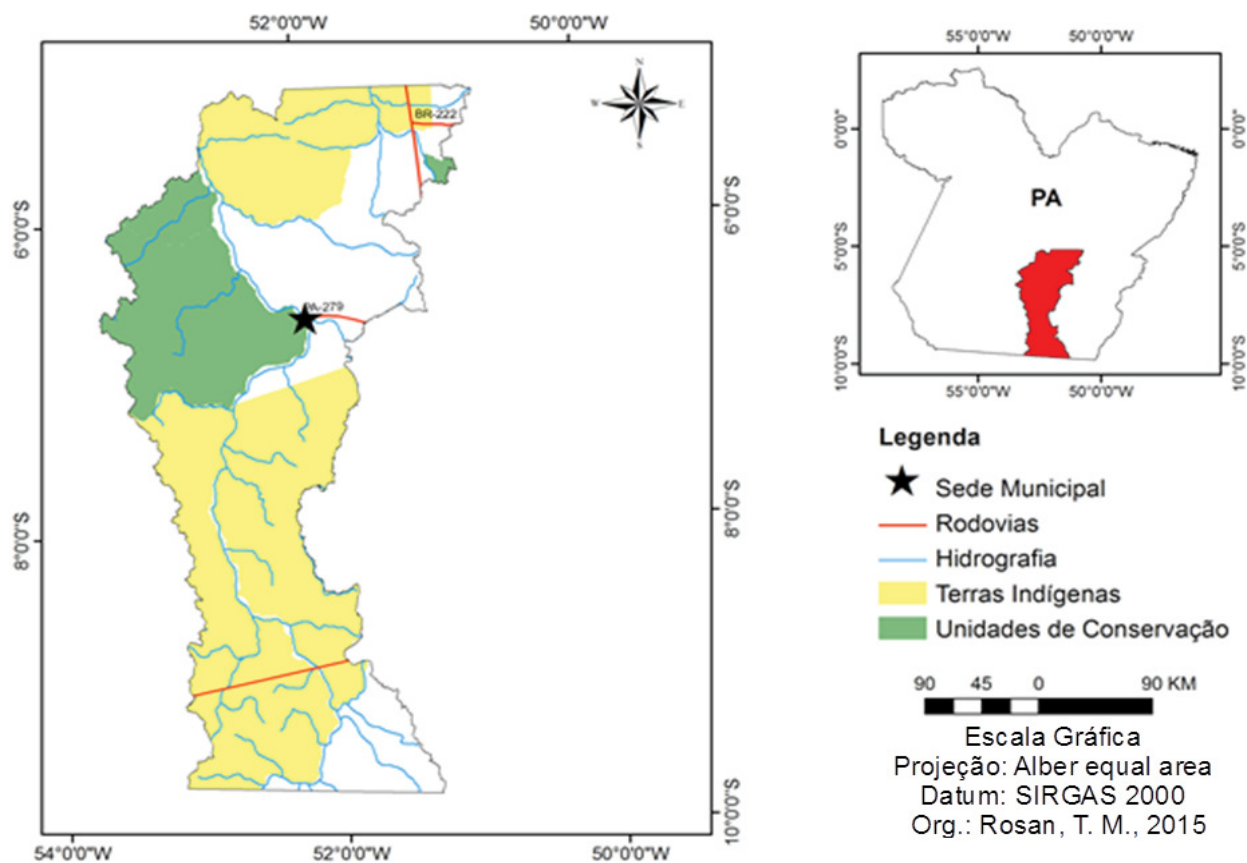 52°0'0"W
50°0'0"W
6°0'0"S
8°0'0"S
6°0'0"S
8°0'0"S
10°0'0"S
54°0'0"W
52°0'0"W
50°0'0"W
N
W
E
S
BR-222
PA-279
55°0'0"W
50°0'0"W
0°0'0"
5°0'0"S
10°0'0"S
0°0'0"
5°0'0"S
10°0'0"S
PA
55°0'0"W
50°0'0"W
Legenda
Sede Municipal
Rodovias
Hidrografia
Terras Indígenas
Unidades de Conservação
90 45 0 90 KM
Escala Gráfica
Projeção: Alber equal area
Datum: SIRGAS 2000
Org.: Rosan, T. M., 2015